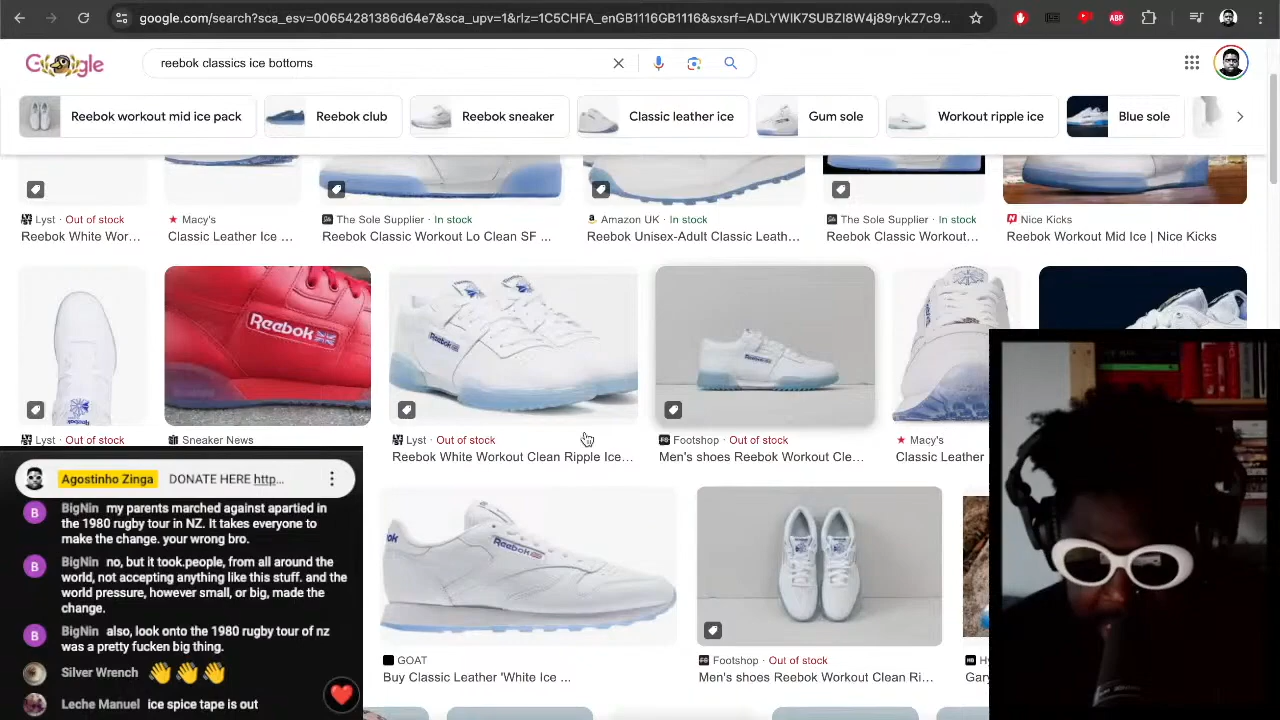 google.com/search?sca_esv=00654281386d64e7&sca_upv=1&rlz=1C5CHFA_enGB1116GB1116&sxsrf=ADLYWIK7SUBZI8W4j89rykZ7c9...
ABP
Google
reebok classics ice bottoms
Reebok workout mid ice pack
Reebok club
Reebok sneaker
Classic leather ice
Gum sole
Workout ripple ice
Blue sole
Lyst · Out of stock
Reebok White Wor...
Macy's
Classic Leather Ice ...
The Sole Supplier · In stock
Reebok Classic Workout Lo Clean SF ...
Amazon UK · In stock
Reebok Unisex-Adult Classic Leath...
The Sole Supplier · In stock
Reebok Classic Workout...
Nice Kicks
Reebok Workout Mid Ice | Nice Kicks
Reebok
Lyst · Out of stock
Sneaker News
Lyst · Out of stock
Reebok White Workout Clean Ripple Ice...
Footshop · Out of stock
Men's shoes Reebok Workout Cle...
Macy's
Classic Leather
Reebok
GOAT
Buy Classic Leather 'White Ice ...
Footshop · Out of stock
Men's shoes Reebok Workout Clean Ri...
Hy
Gary
Agostinho Zinga DONATE HERE http...
B
BigNin my parents marched against apartied in
the 1980 rugby tour in NZ. It takes everyone to
make the change. your wrong bro.
B
BigNin no, but it took.people, from all around the
world, not accepting anything like this stuff. and the
world pressure, however small, or big, made the
change.
B
BigNin also, look onto the 1980 rugby tour of nz
was a pretty fucken big thing.
Silver Wrench 👋👋👋
Leche Manuel ice spice tape is out